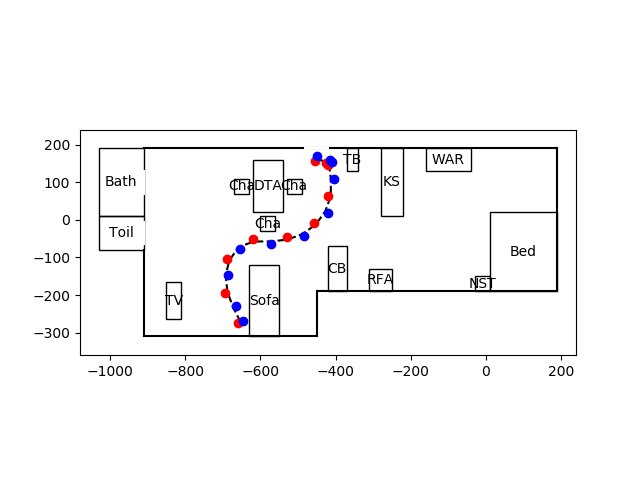 200
100
0
−100
−200
−300
Bath
Toil
TV
Cha
DTA
Cha
Cha
Sofa
TB
KS
WAR
CB
RFA
NST
Bed
−1000 −800 −600 −400 −200 0 200